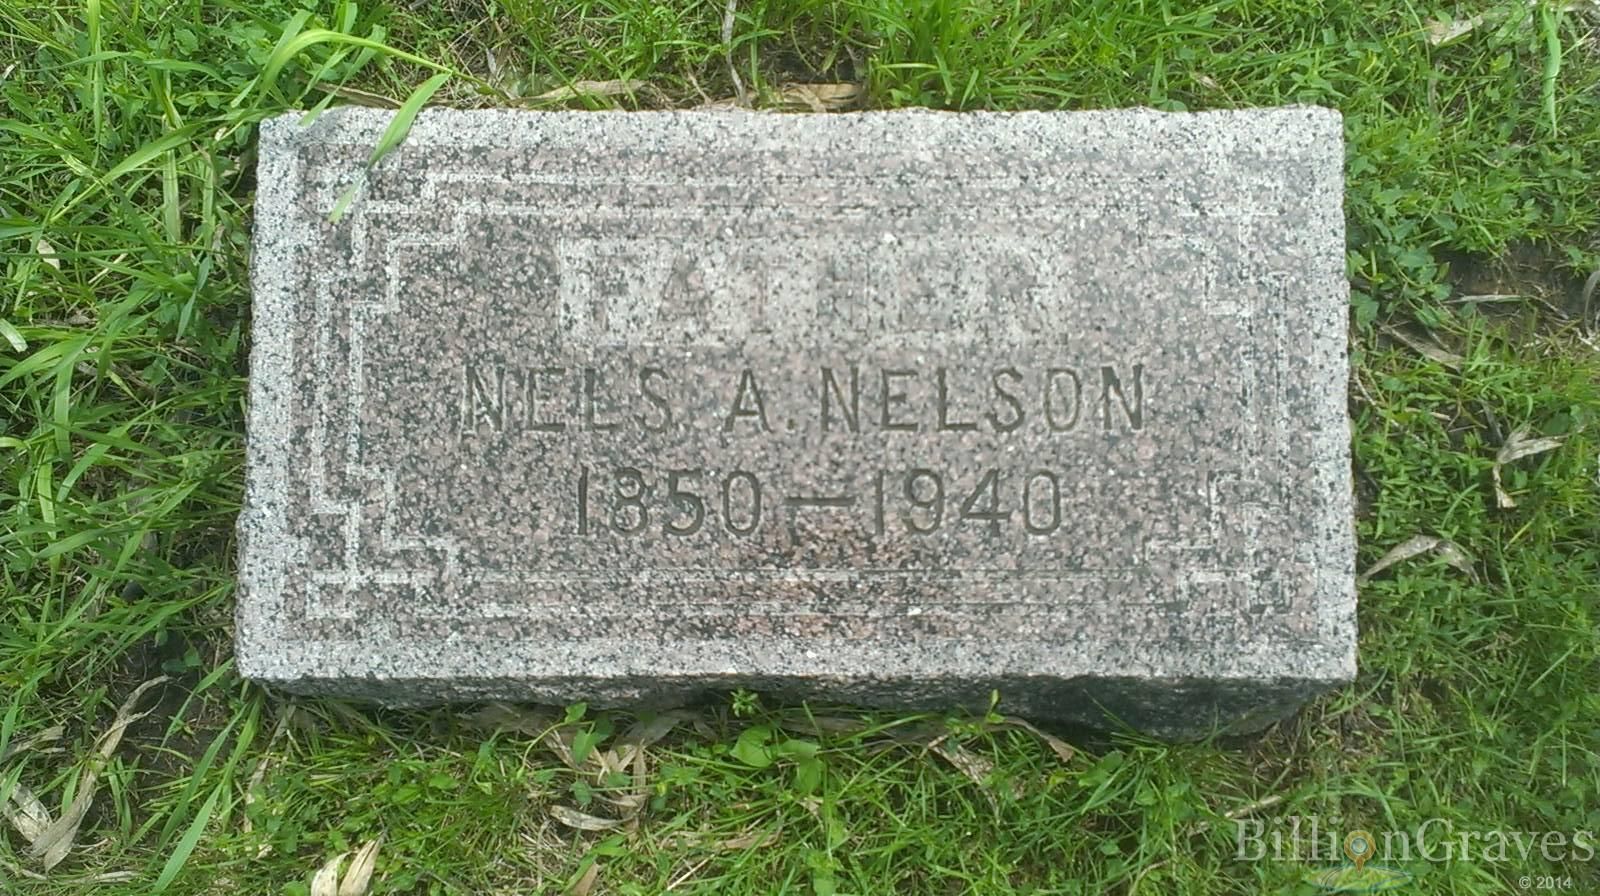 FATHER
NELS A. NELSON
1850—1940
BillionGraves
© 2014